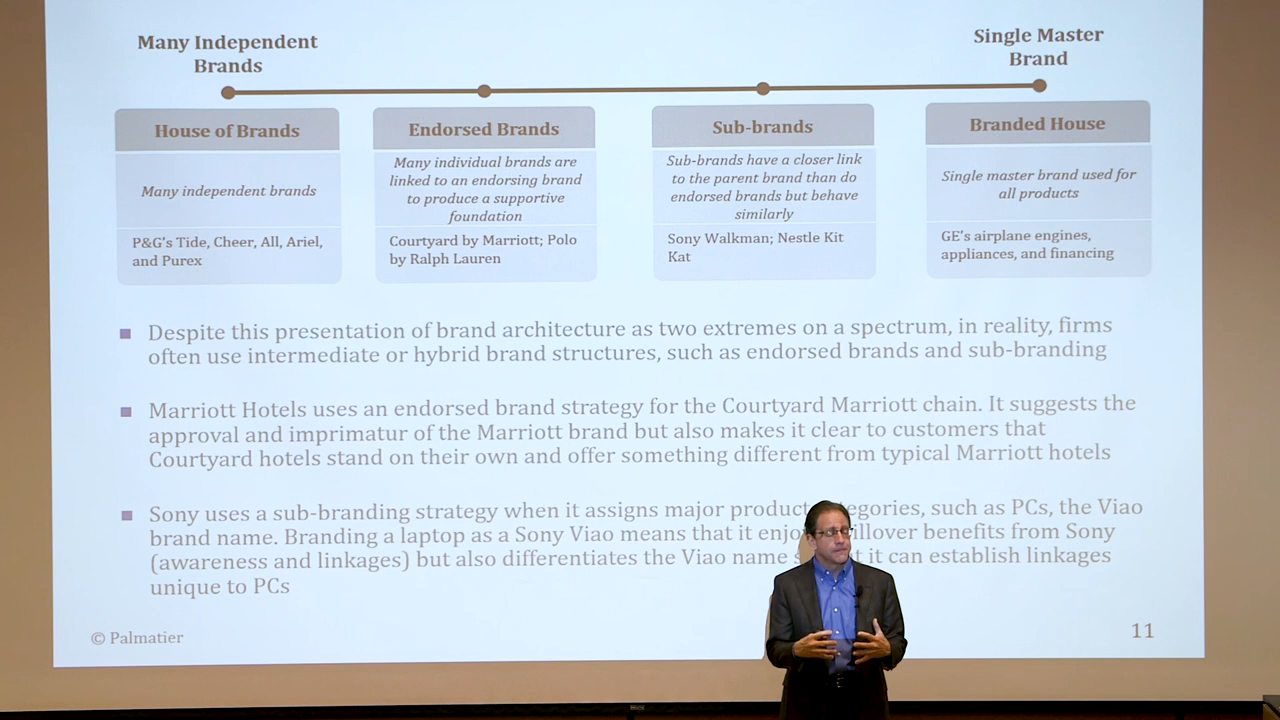 Many Independent
Brands
Single Master
Brand
House of Brands
Many independent brands
P&G's Tide, Cheer, All, Ariel,
and Purex
Endorsed Brands
Many individual brands are
linked to an endorsing brand
to produce a supportive
foundation
Courtyard by Marriott; Polo
by Ralph Lauren
Sub-brands
Sub-brands have a closer link
to the parent brand than do
endorsed brands but behave
similarly
Sony Walkman; Nestle Kit
Kat
Branded House
Single master brand used for
all products
GE's airplane engines,
appliances, and financing
Despite this presentation of brand architecture as two extremes on a spectrum, in reality, firms
often use intermediate or hybrid brand structures, such as endorsed brands and sub-branding
Marriott Hotels uses an endorsed brand strategy for the Courtyard Marriott chain. It suggests the
approval and imprimatur of the Marriott brand but also makes it clear to customers that
Courtyard hotels stand on their own and offer something different from typical Marriott hotels
Sony uses a sub-branding strategy when it assigns major product such as PCs, the Viao
brand name. Branding a laptop as a Sony Viao means that it benefits from Sony
(awareness and linkages) but also differentiates the Viao name it can establish linkages
unique to PCs
© Palmatier
11